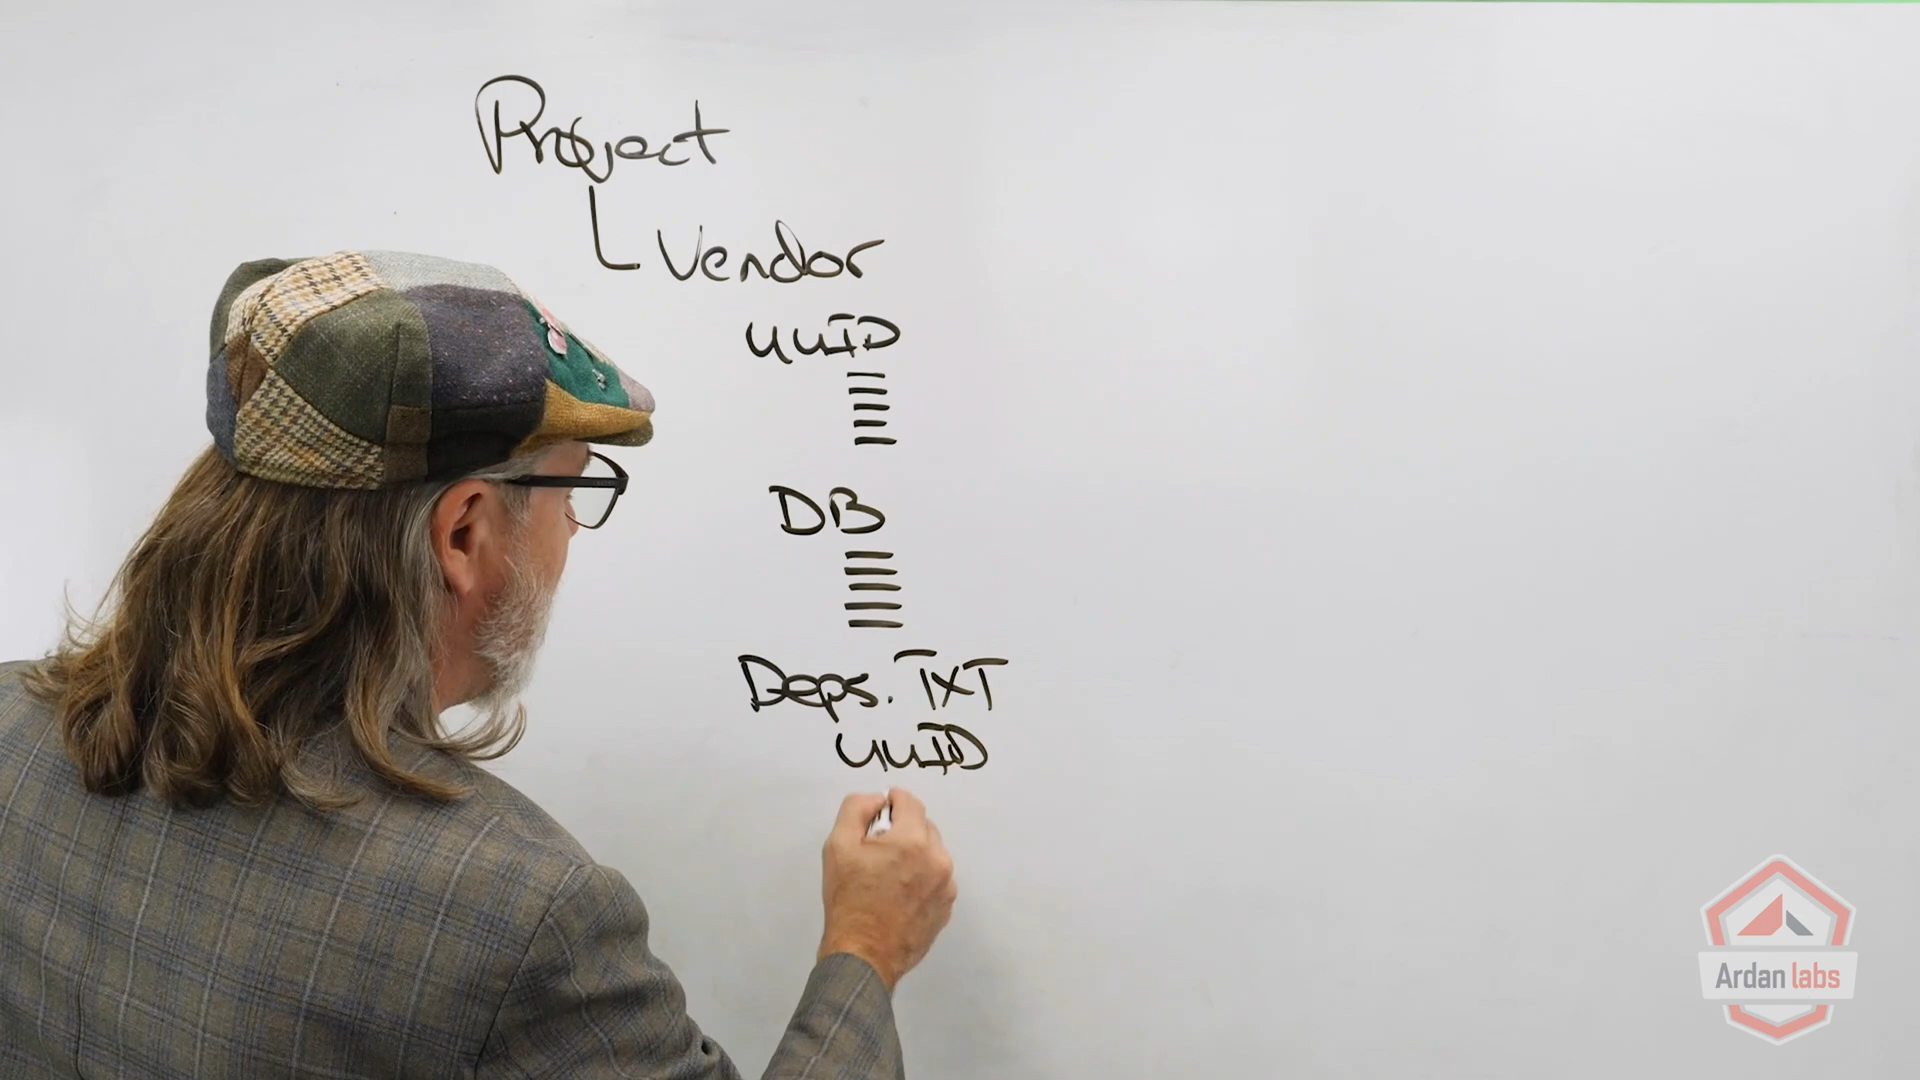 Project
Vendor
UUID
DB
Deps.TXT
UUID
Ardan labs